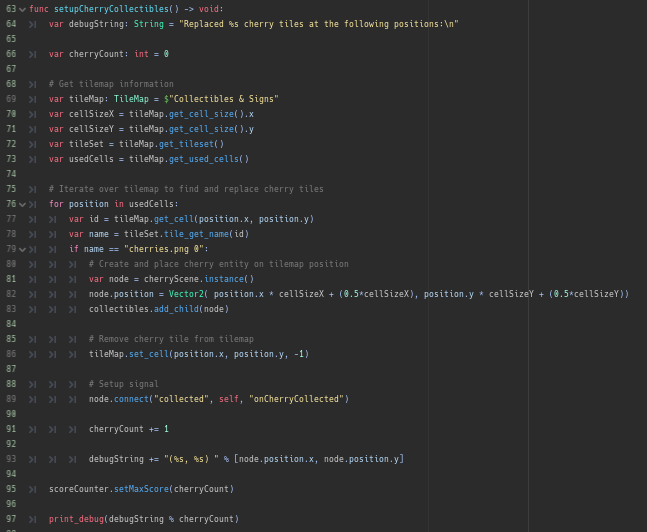 63 func setupCherryCollectibles() -> void:
64 var debugString: String = "Replaced %s cherry tiles at the following positions:\n"
65
66 var cherryCount: int = 0
67
68 # Get tilemap information
69 var tileMap: TileMap = $"Collectibles & Signs"
70 var cellSizeX = tileMap.get_cell_size().x
71 var cellSizeY = tileMap.get_cell_size().y
72 var tileSet = tileMap.get_tileset()
73 var usedCells = tileMap.get_used_cells()
74
75 # Iterate over tilemap to find and replace cherry tiles
76 for position in usedCells:
77 var id = tileMap.get_cell(position.x, position.y)
78 var name = tileSet.tile_get_name(id)
79 if name == "cherries.png 0":
80 # Create and place cherry entity on tilemap position
81 var node = cherryScene.instance()
82 node.position = Vector2( position.x * cellSizeX + (0.5*cellSizeX), position.y * cellSizeY + (0.5*cellSizeY))
83 collectibles.add_child(node)
84
85 # Remove cherry tile from tilemap
86 tileMap.set_cell(position.x, position.y, -1)
87
88 # Setup signal
89 node.connect("collected", self, "onCherryCollected")
90
91 cherryCount += 1
92
93 debugString += "(%s, %s) " % [node.position.x, node.position.y]
94
95 scoreCounter.setMaxScore(cherryCount)
96
97 print_debug(debugString % cherryCount)